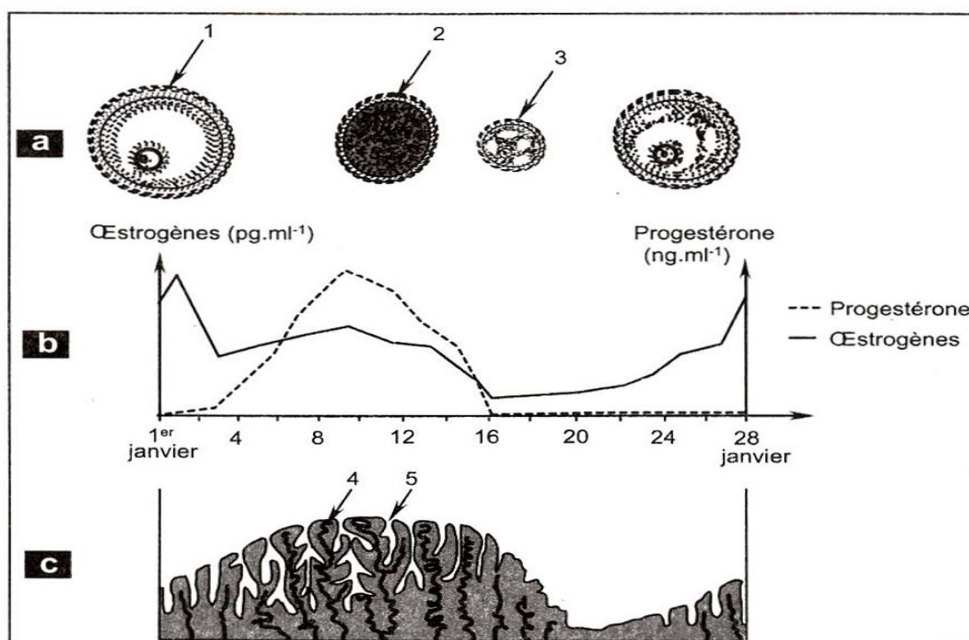 1
2
3
a
Œstrogènes (pg.ml⁻¹)
Progestérone
(ng.ml⁻¹)
b
Progestérone
Œstrogènes
1er
janvier
4
8
12
16
20
24
28
janvier
4
5
c